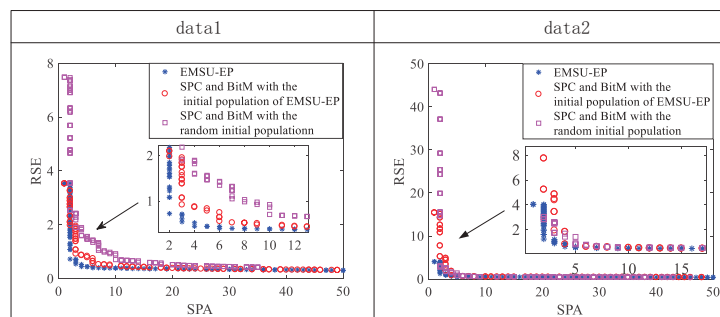 data1
data2
8
6
4
2
0
RSE
0
10
20
30
40
50
SPA
EMSU-EP
SPC and BitM with the
initial population of EMSU-EP
SPC and BitM with the
random initial populationn
2
1
2
4
6
8
10
12
50
40
30
20
10
0
RSE
0
10
20
30
40
50
SPA
EMSU-EP
SPC and BitM with the
initial population of EMSU-EP
SPC and BitM with the
random initial population
8
6
4
2
5
10
15